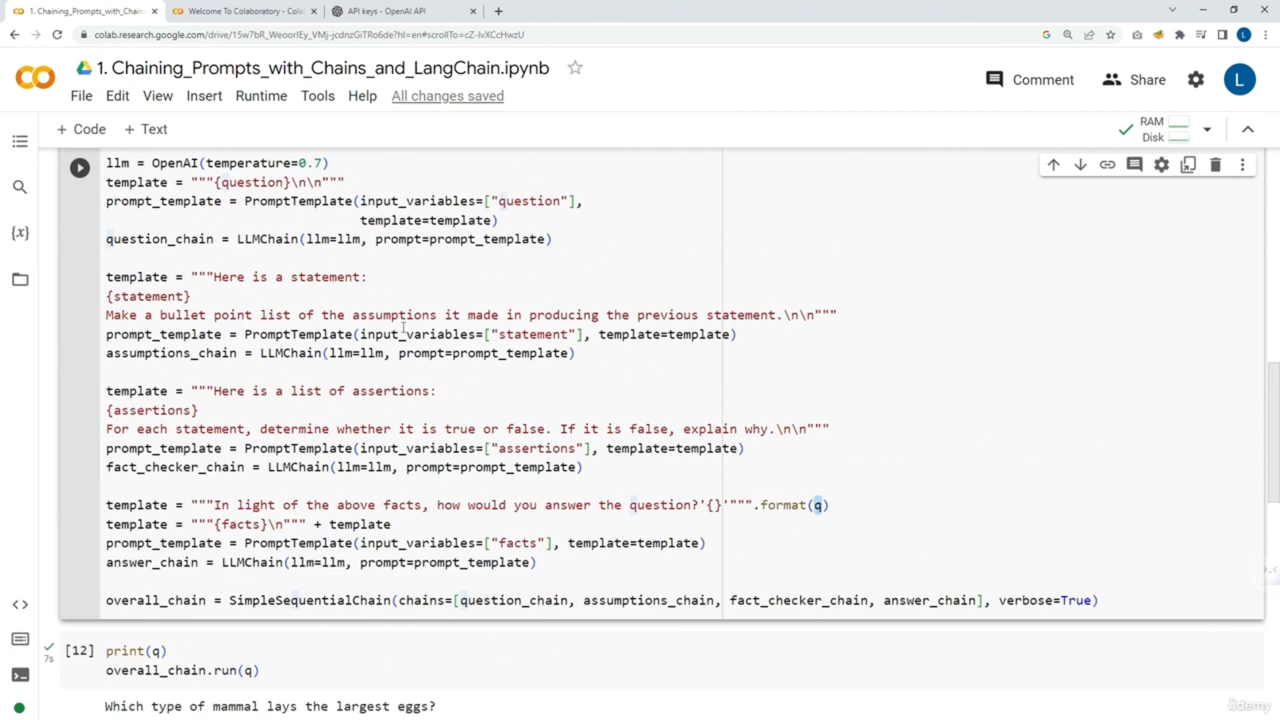 1. Chaining_Prompts_with_Chain
Welcome To Colaboratory - Cola
API keys - OpenAI API
colab.research.google.com/drive/15w7bR_WeoorIEy_VMj-jcdnzGiTRo6de?hl=en#scrollTo=cZ-IvXCcHwzU
L
1. Chaining_Prompts_with_Chains_and_LangChain.ipynb
Comment
Share
L
File Edit View Insert Runtime Tools Help All changes saved
+ Code + Text
RAM
Disk
llm = OpenAI(temperature=0.7)
template = """{question}\n\n"""
prompt_template = PromptTemplate(input_variables=["question"],
template=template)
question_chain = LLMChain(llm=llm, prompt=prompt_template)
template = """Here is a statement:
{statement}
Make a bullet point list of the assumptions it made in producing the previous statement.\n\n"""
prompt_template = PromptTemplate(input_variables=["statement"], template=template)
assumptions_chain = LLMChain(llm=llm, prompt=prompt_template)
template = """Here is a list of assertions:
{assertions}
For each statement, determine whether it is true or false. If it is false, explain why.\n\n"""
prompt_template = PromptTemplate(input_variables=["assertions"], template=template)
fact_checker_chain = LLMChain(llm=llm, prompt=prompt_template)
template = """In light of the above facts, how would you answer the question?'{}'""".format(q)
template = """{facts}\n""" + template
prompt_template = PromptTemplate(input_variables=["facts"], template=template)
answer_chain = LLMChain(llm=llm, prompt=prompt_template)
overall_chain = SimpleSequentialChain(chains=[question_chain, assumptions_chain, fact_checker_chain, answer_chain], verbose=True)
[12] print(q)
7s
overall_chain.run(q)
Which type of mammal lays the largest eggs?
ûdemy